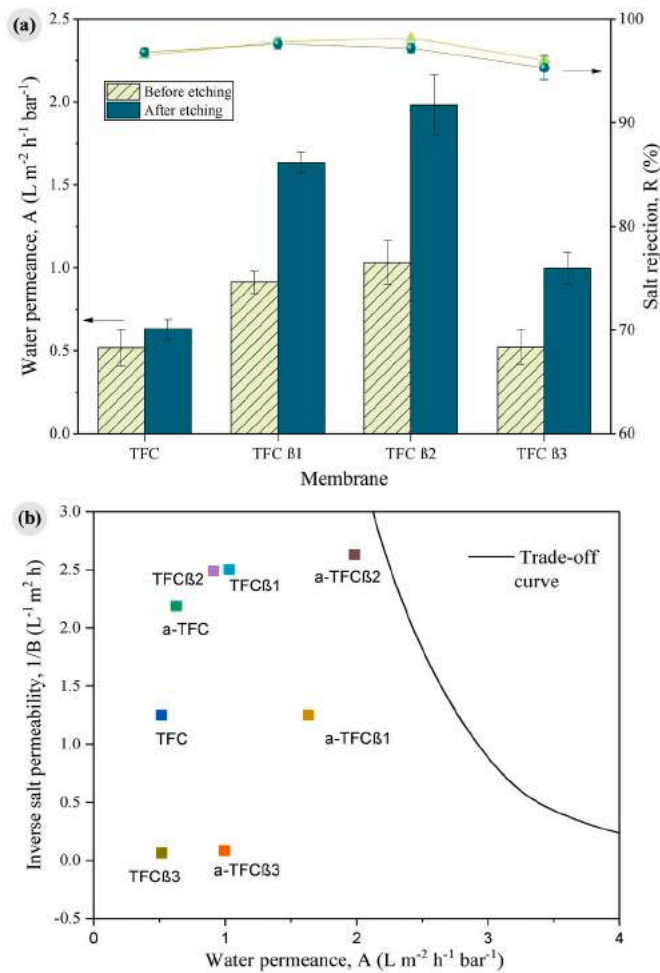 (a)
2.5
2.0
1.5
1.0
0.5
0.0
Water permeance, A (L m⁻² h⁻¹ bar⁻¹)
Before etching
After etching
100
90
80
70
60
Salt rejection, R (%)
TFC
TFC ß1
TFC ß2
TFC ß3
Membrane
(b)
3.0
2.5
2.0
1.5
1.0
0.5
0.0
-0.5
Inverse salt permeability, 1/B (L⁻¹ m² h)
TFCß2
TFCß1
a-TFCß2
a-TFC
TFC
a-TFCß1
TFCß3
a-TFCß3
Trade-off
curve
0
1
2
3
4
Water permeance, A (L m⁻² h⁻¹ bar⁻¹)